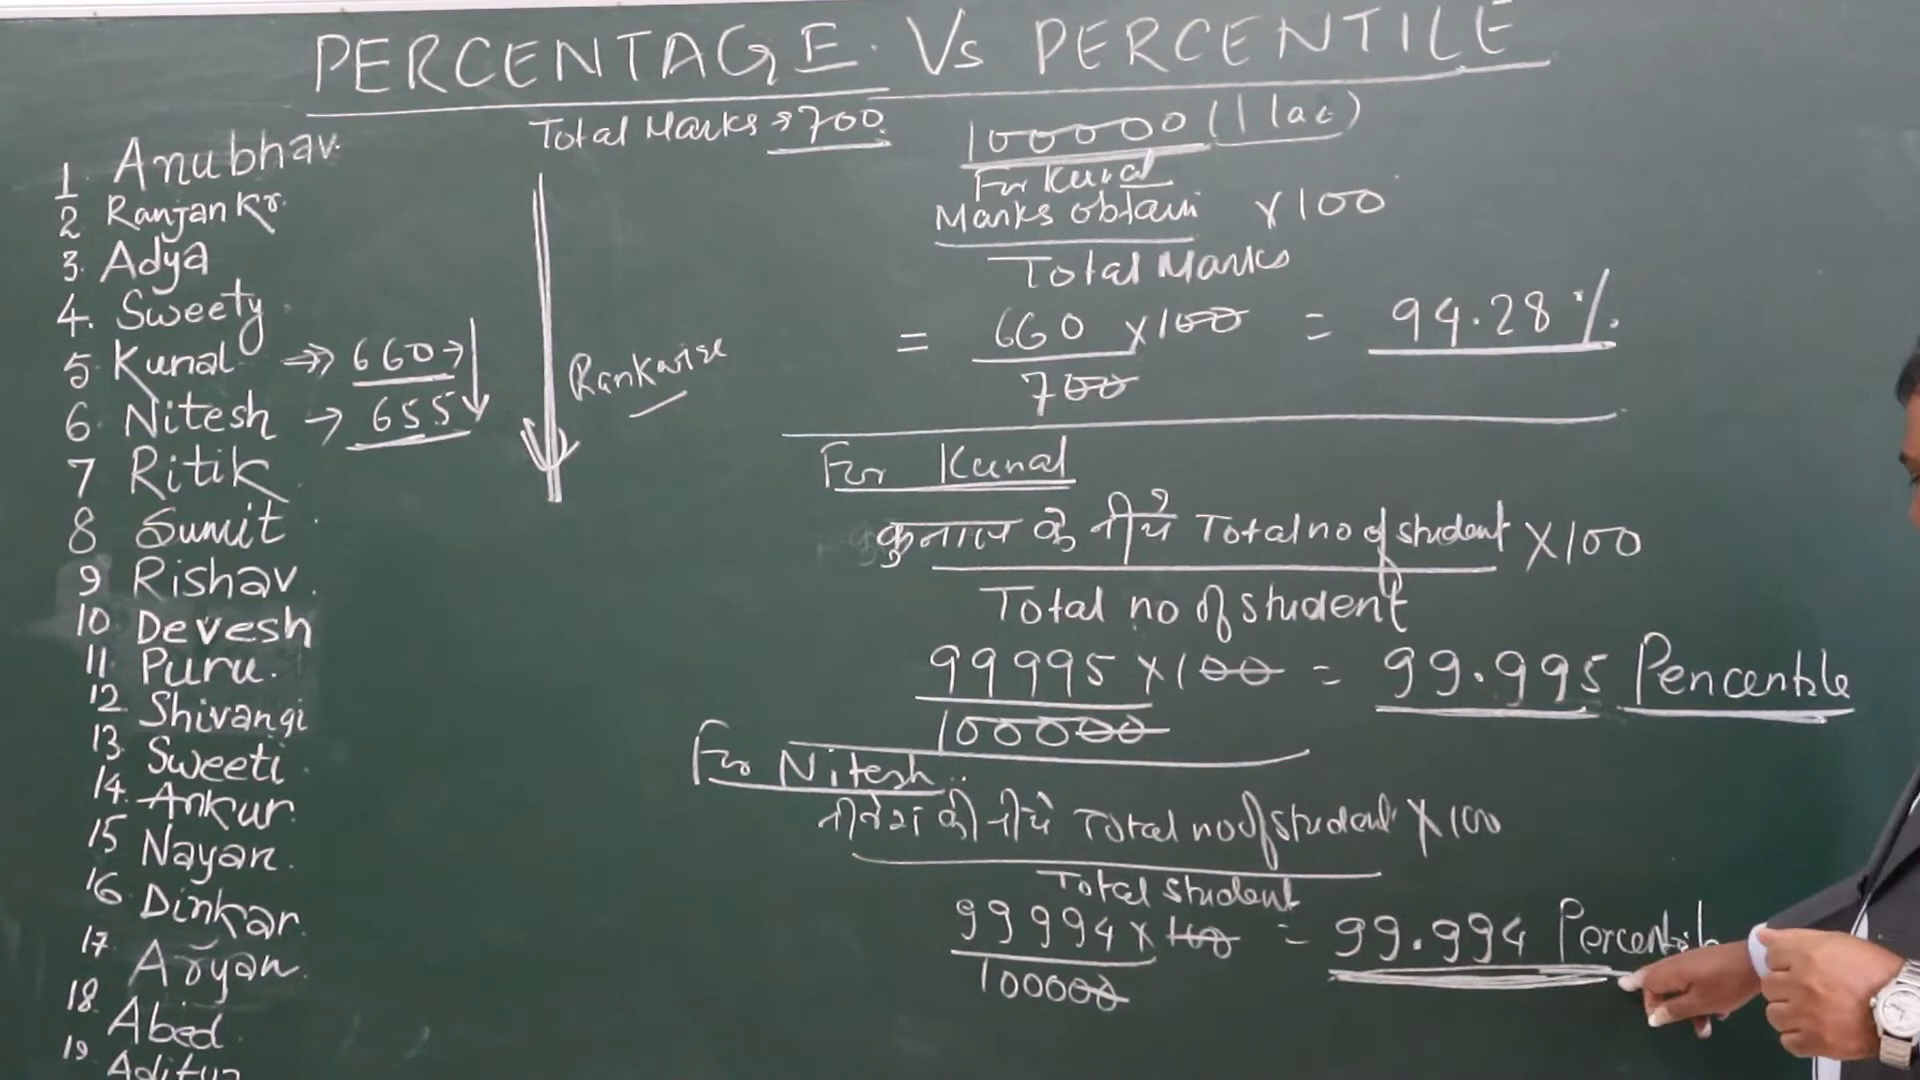 PERCENTAGE Vs PERCENTILE
Total Marks → 700
100000 (1 lac)
1 Anubhav
2 Ranjan Kr.
3. Adya
4. Sweety
5. Kunal →» 660 →
6. Nitesh → 655
7 Ritik
8 Sumit
9 Rishav
10 Devesh
11 Puru
12 Shivangi
13 Sweeti
14 Ankur
15 Nayan
16 Dinkar
17 Aryan
18 Abed
19 Aditya
Rankwise
For Kunal
Marks obtain × 100
Total Marks
= 660 × 100 = 94.28 %
700
For Kunal
कुनाल के नीचे Total no of student × 100
Total no of student
99995 × 100 = 99.995 Percentile
100000
For Nitesh
नीतेश के नीचे Total no of student × 100
Total student
99994 × 100 = 99.994 Percentile
100000